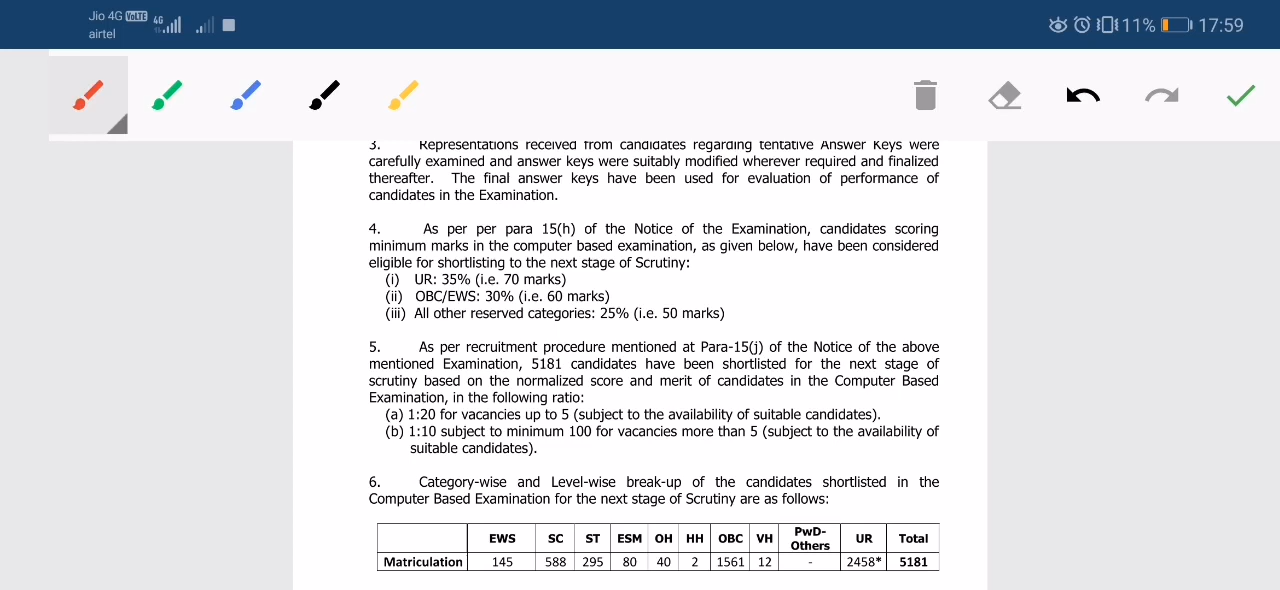 Jio 4G VoLTE 4G
airtel
11% 17:59
3. Representations received from candidates regarding tentative Answer Keys were
carefully examined and answer keys were suitably modified wherever required and finalized
thereafter. The final answer keys have been used for evaluation of performance of
candidates in the Examination.
4. As per per para 15(h) of the Notice of the Examination, candidates scoring
minimum marks in the computer based examination, as given below, have been considered
eligible for shortlisting to the next stage of Scrutiny:
(i) UR: 35% (i.e. 70 marks)
(ii) OBC/EWS: 30% (i.e. 60 marks)
(iii) All other reserved categories: 25% (i.e. 50 marks)
5. As per recruitment procedure mentioned at Para-15(j) of the Notice of the above
mentioned Examination, 5181 candidates have been shortlisted for the next stage of
scrutiny based on the normalized score and merit of candidates in the Computer Based
Examination, in the following ratio:
(a) 1:20 for vacancies up to 5 (subject to the availability of suitable candidates).
(b) 1:10 subject to minimum 100 for vacancies more than 5 (subject to the availability of
suitable candidates).
6. Category-wise and Level-wise break-up of the candidates shortlisted in the
Computer Based Examination for the next stage of Scrutiny are as follows:
EWS SC ST ESM OH HH OBC VH PwD-Others UR Total
Matriculation 145 588 295 80 40 2 1561 12 - 2458* 5181